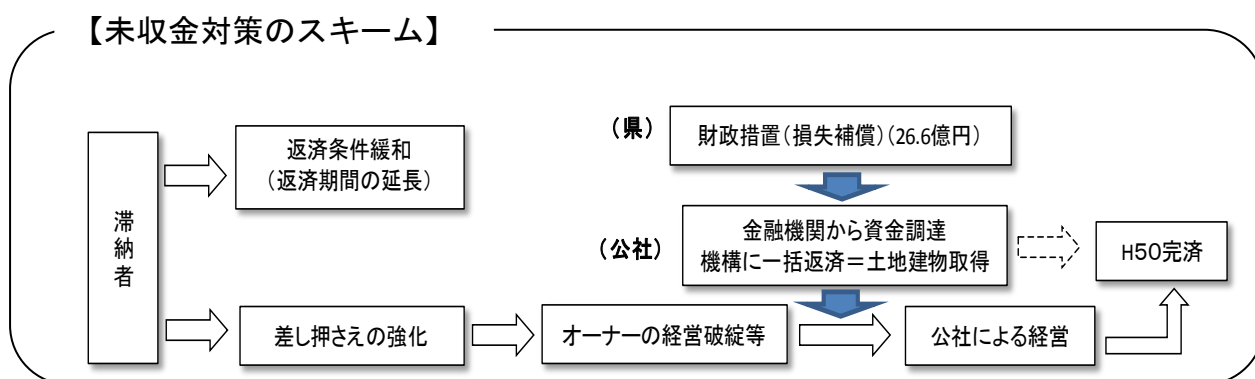 【未収金対策のスキーム】
滞納者
返済条件緩和
(返済期間の延長)
差し押さえの強化
オーナーの経営破綻等
(県)
財政措置(損失補償)(26.6億円)
(公社)
金融機関から資金調達
機構に一括返済＝土地建物取得
公社による経営
H50完済